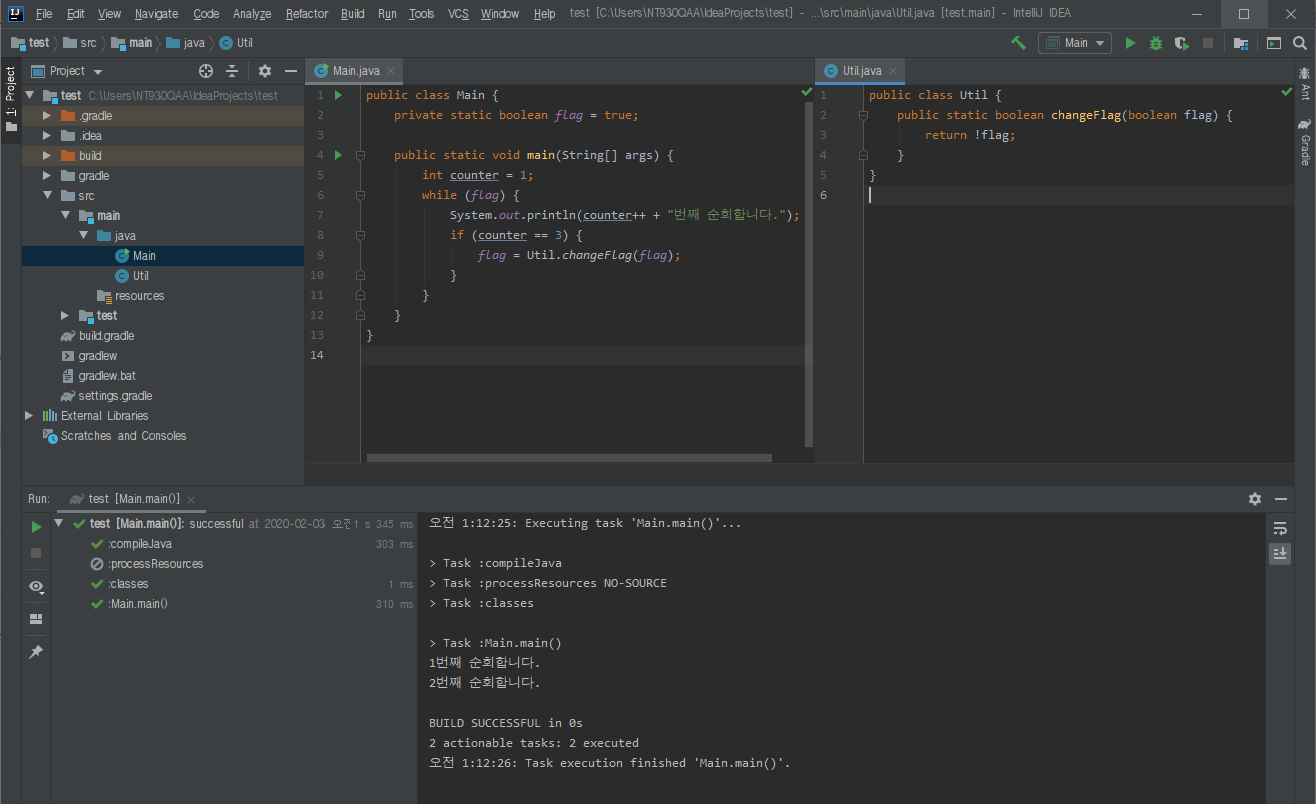 File Edit View Navigate Code Analyze Refactor Build Run Tools VCS Window Help test [C:\Users\NT930QAA\IdeaProjects\test] - ...\src\main\java\Util.java [test.main] - IntelliJ IDEA
test src main java Util
Main
1: Project
Project
test C:\Users\NT930QAA\IdeaProjects\test
.gradle
.idea
build
gradle
src
main
java
Main
Util
resources
test
build.gradle
gradlew
gradlew.bat
settings.gradle
External Libraries
Scratches and Consoles
Main.java
1 public class Main {
2 private static boolean flag = true;
3
4 public static void main(String[] args) {
5 int counter = 1;
6 while (flag) {
7 System.out.println(counter++ + "번째 순회합니다.");
8 if (counter == 3) {
9 flag = Util.changeFlag(flag);
10 }
11 }
12 }
13 }
14
Util.java
1 public class Util {
2 public static boolean changeFlag(boolean flag) {
3 return !flag;
4 }
5 }
6
Ant
Gradle
Run: test [Main.main()]
test [Main.main()]: successful at 2020-02-03 1 s 345 ms
:compileJava 303 ms
:processResources
:classes 1 ms
:Main.main() 310 ms
오전 1:12:25: Executing task 'Main.main()'...
> Task :compileJava
> Task :processResources NO-SOURCE
> Task :classes
> Task :Main.main()
1번째 순회합니다.
2번째 순회합니다.
BUILD SUCCESSFUL in 0s
2 actionable tasks: 2 executed
오전 1:12:26: Task execution finished 'Main.main()'.